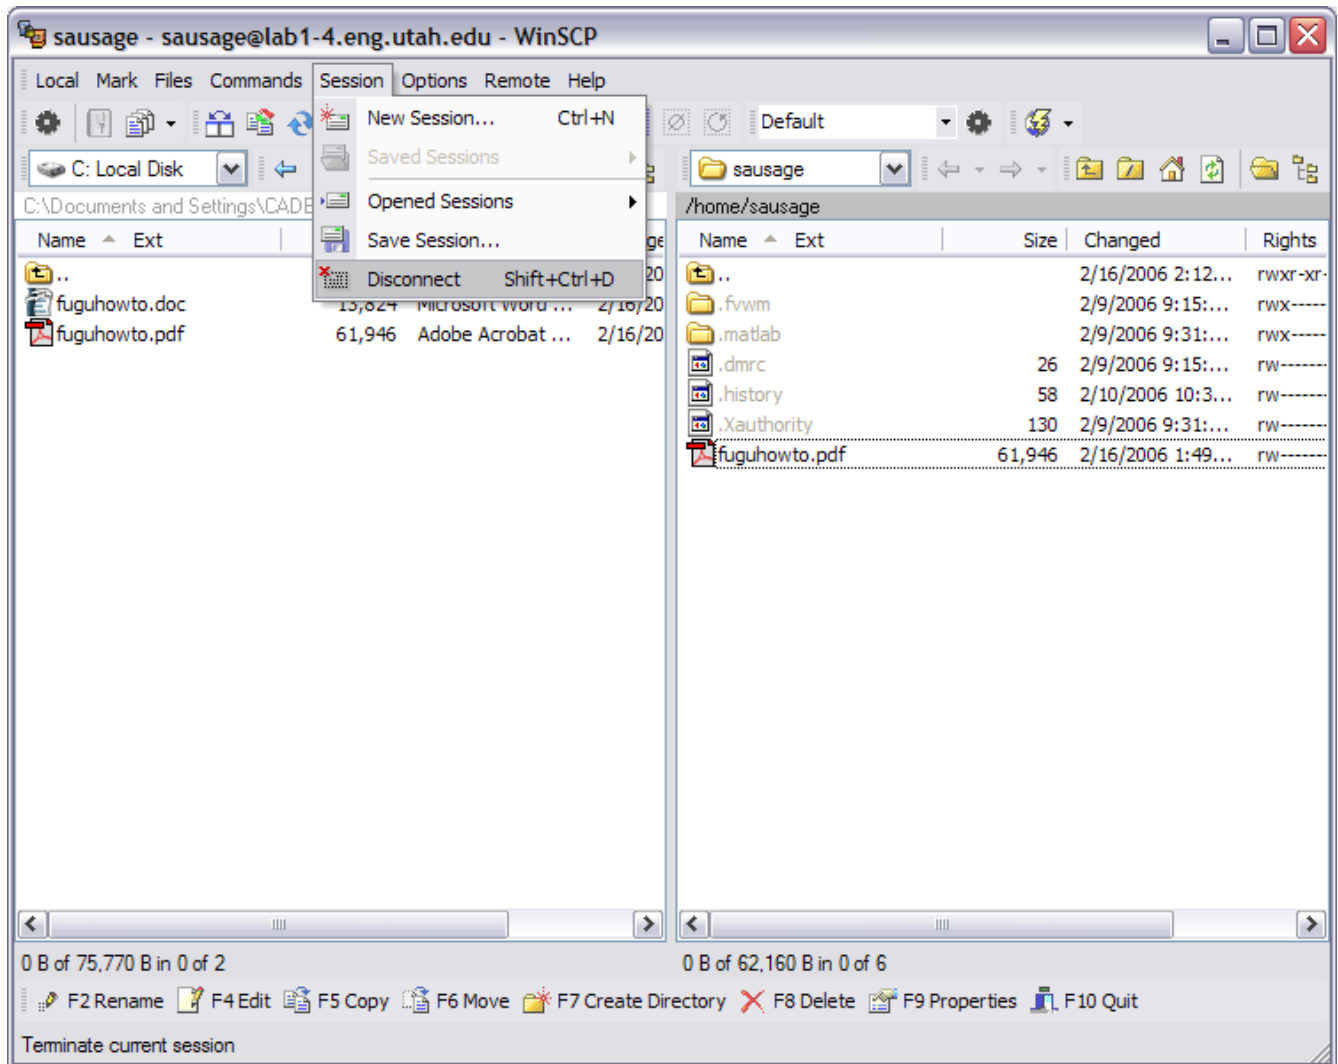 sausage - sausage@lab1-4.eng.utah.edu - WinSCP
Local Mark Files Commands Session Options Remote Help
New Session... Ctrl+N
Saved Sessions
Opened Sessions
Save Session...
Disconnect Shift+Ctrl+D
Default
C: Local Disk
sausage
C:\Documents and Settings\CADE
/home/sausage
Name Ext
Name Ext Size Changed Rights
..
fuguhowto.doc 13,824 Microsoft Word ... 2/16/20
fuguhowto.pdf 61,946 Adobe Acrobat ... 2/16/20
.. 2/16/2006 2:12... rwxr-xr-
.fvwm 2/9/2006 9:15:... rwx-----
.matlab 2/9/2006 9:31:... rwx-----
.dmrc 26 2/9/2006 9:15:... rw-------
.history 58 2/10/2006 10:3... rw-------
.Xauthority 130 2/9/2006 9:31:... rw-------
fuguhowto.pdf 61,946 2/16/2006 1:49... rw-------
0 B of 75,770 B in 0 of 2
0 B of 62,160 B in 0 of 6
F2 Rename F4 Edit F5 Copy F6 Move F7 Create Directory F8 Delete F9 Properties F10 Quit
Terminate current session